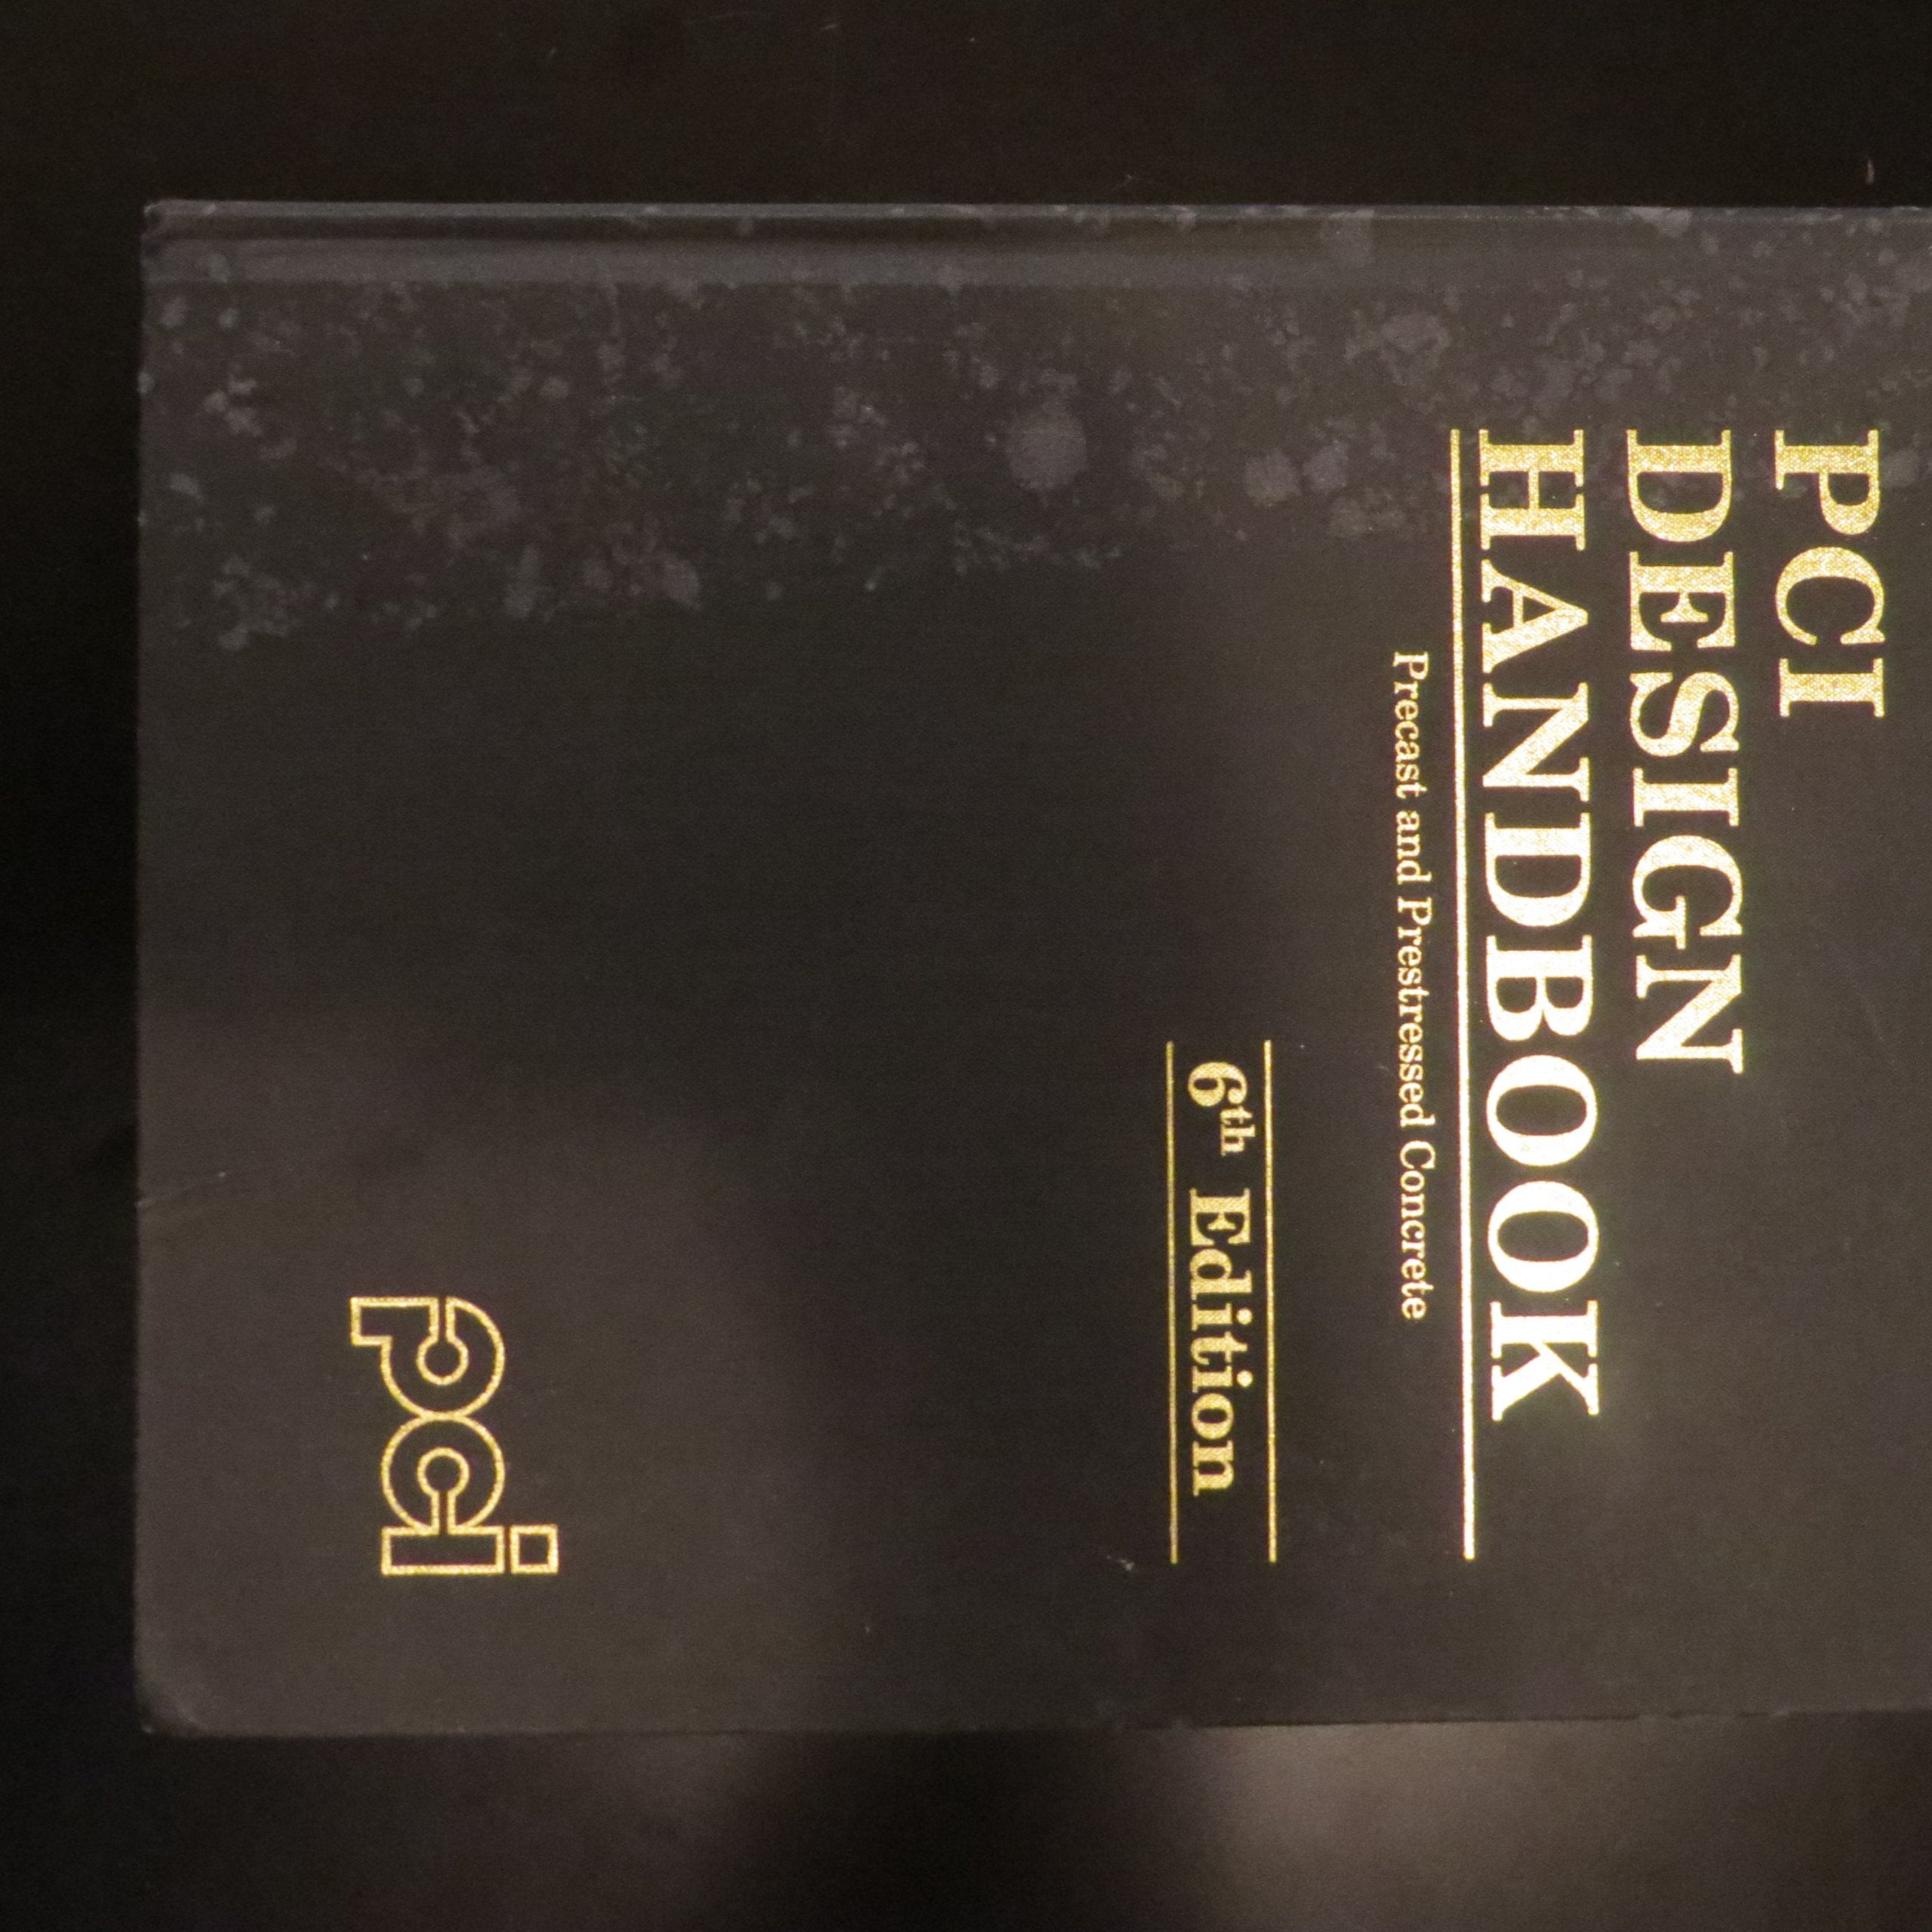 PCI
DESIGN
HANDBOOK
Precast and Prestressed Concrete
6th Edition
pci